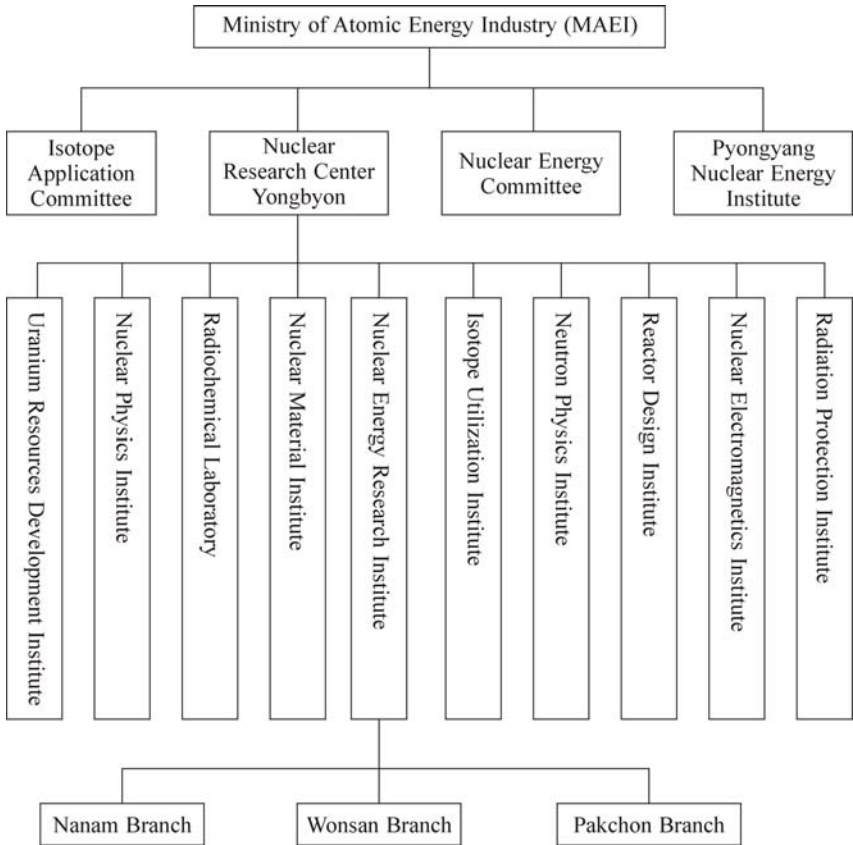 Ministry of Atomic Energy Industry (MAEI)
Isotope
Application
Committee
Nuclear
Research Center
Yongbyon
Nuclear Energy
Committee
Pyongyang
Nuclear Energy
Institute
Uranium Resources Development Institute
Nuclear Physics Institute
Radiochemical Laboratory
Nuclear Material Institute
Nuclear Energy Research Institute
Isotope Utilization Institute
Neutron Physics Institute
Reactor Design Institute
Nuclear Electromagnetics Institute
Radiation Protection Institute
Nanam Branch
Wonsan Branch
Pakchon Branch